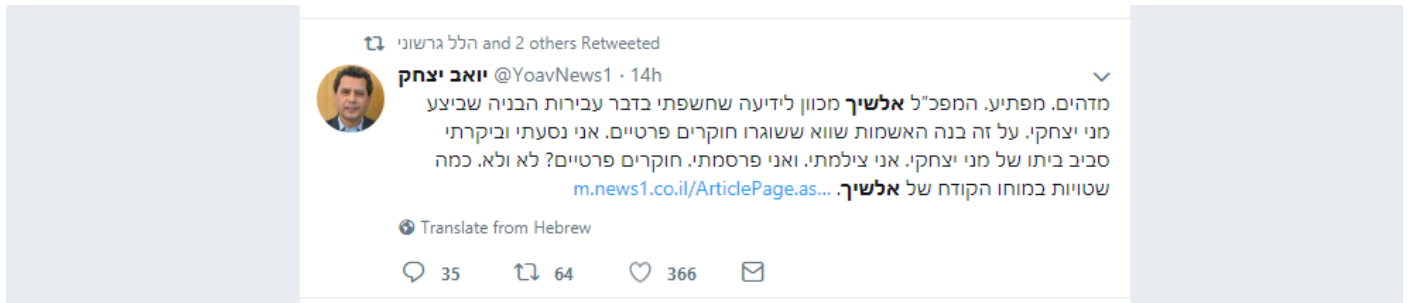 הלל גרשוני and 2 others Retweeted
יואב יצחק @YoavNews1 · 14h
מדהים. מפתיע. המפכ"ל אלשיך מכוון לידיעה שחשפתי בדבר עבירות הבניה שביצע
מני יצחקי. על זה בנה האשמות שווא ששוגרו חוקרים פרטיים. אני נסעתי וביקרתי
סביב ביתו של מני יצחקי. אני צילמתי. ואני פרסמתי. חוקרים פרטיים? לא ולא. כמה
שטויות במוחו הקודח של אלשיך. m.news1.co.il/ArticlePage.as...
Translate from Hebrew
35 64 366